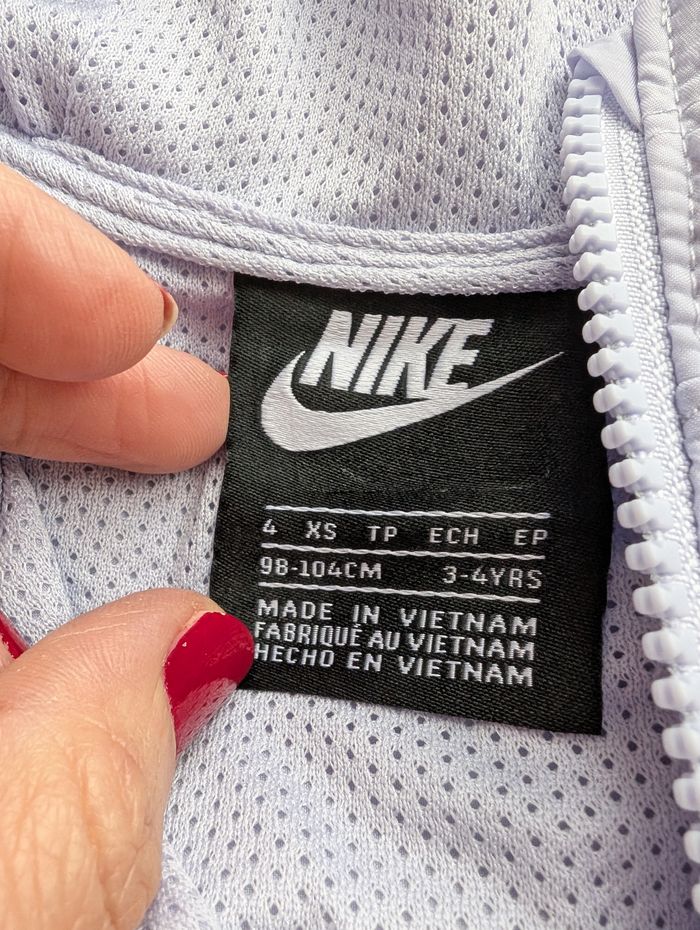 NIKE
4 XS TP ECH EP
98-104CM 3-4YRS
MADE IN VIETNAM
FABRIQUÉ AU VIETNAM
HECHO EN VIETNAM